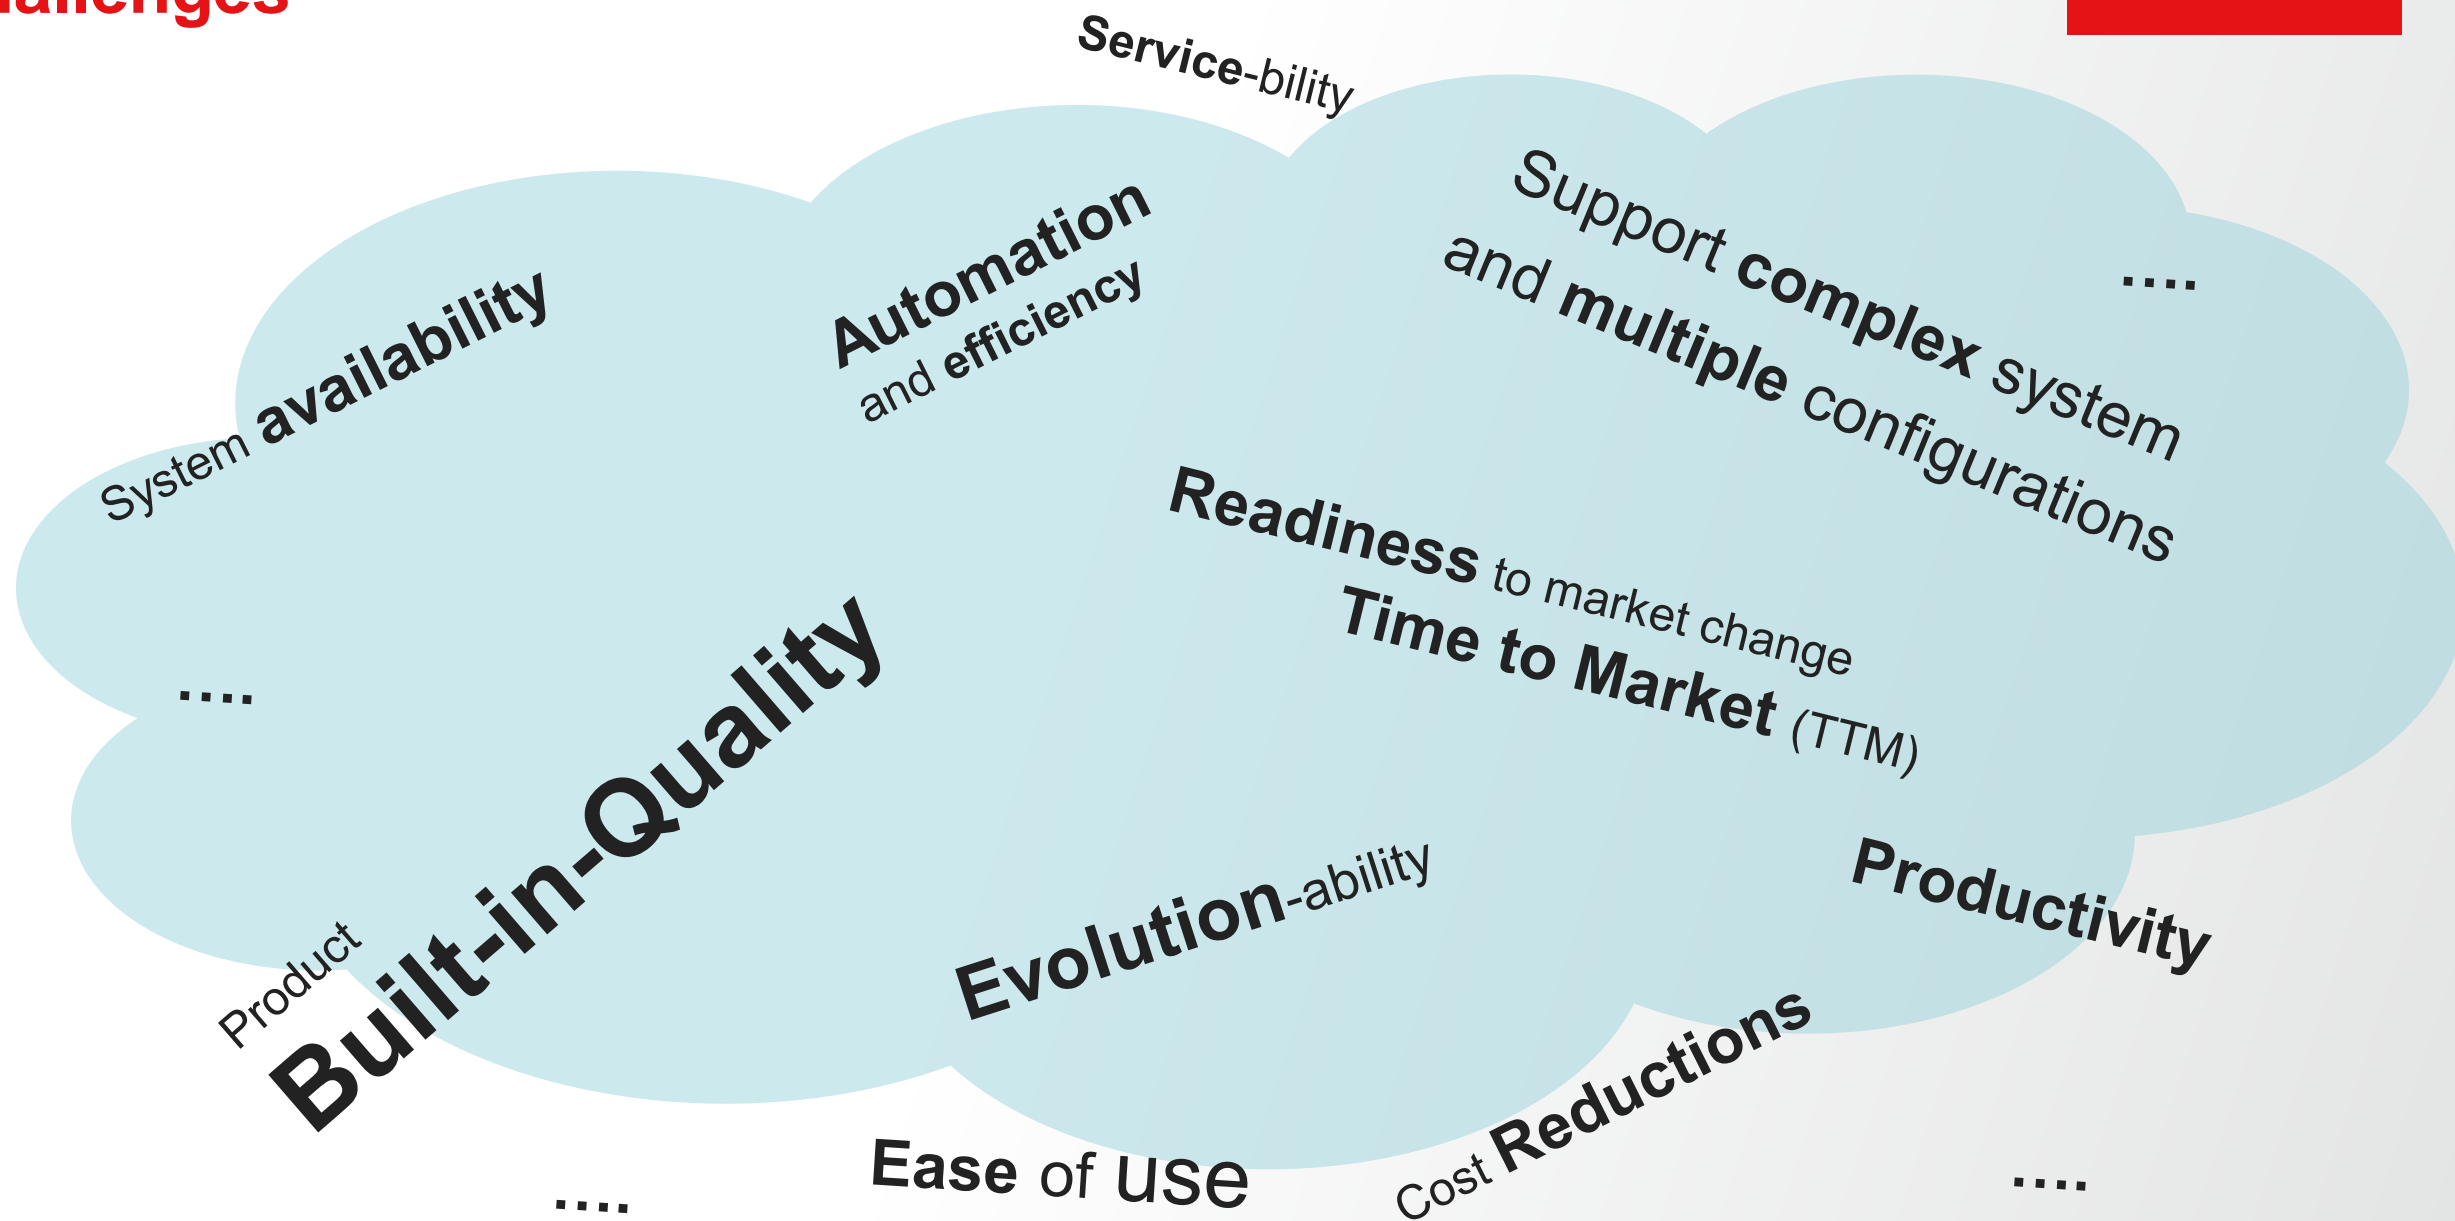 Service-bility
Automation
and efficiency
Support complex system
and multiple configurations
....
System availability
Readiness to market change
Time to Market (TTM)
....
Product
Built-in-Quality
Evolution-ability
Productivity
Cost Reductions
Ease of use
....
....